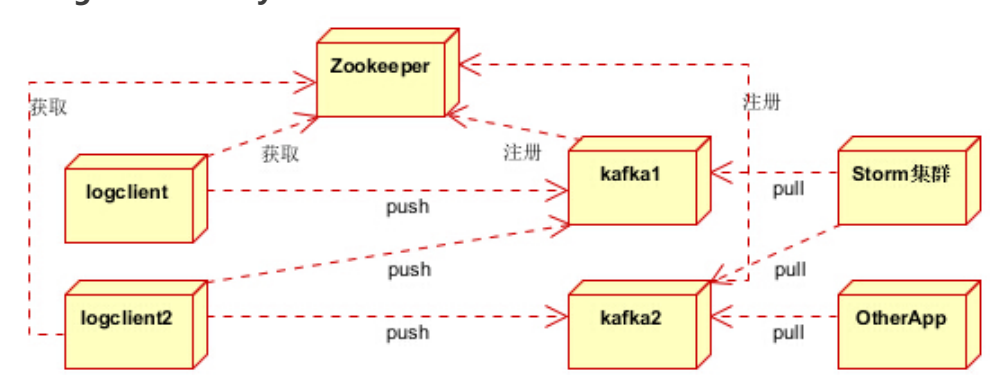 Zookeeper
获取
注册
获取
注册
logclient
kafka1
Storm集群
push
pull
push
pull
logclient2
kafka2
OtherApp
push
pull